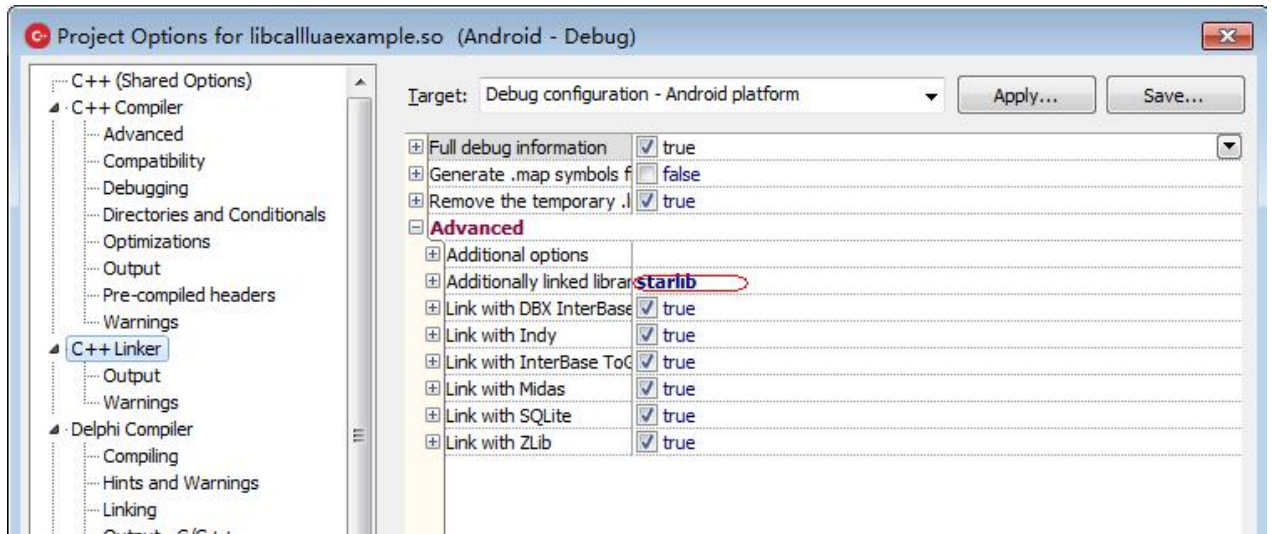 Project Options for libcallluaexample.so (Android - Debug)
C++ (Shared Options)
C++ Compiler
Advanced
Compatibility
Debugging
Directories and Conditionals
Optimizations
Output
Pre-compiled headers
Warnings
C++ Linker
Output
Warnings
Delphi Compiler
Compiling
Hints and Warnings
Linking
Output - C/C++
Target: Debug configuration - Android platform Apply... Save...
Full debug information true
Generate .map symbols f false
Remove the temporary .l true
Advanced
Additional options
Additionally linked librar starlib
Link with DBX InterBase true
Link with Indy true
Link with InterBase ToG true
Link with Midas true
Link with SQLite true
Link with ZLib true